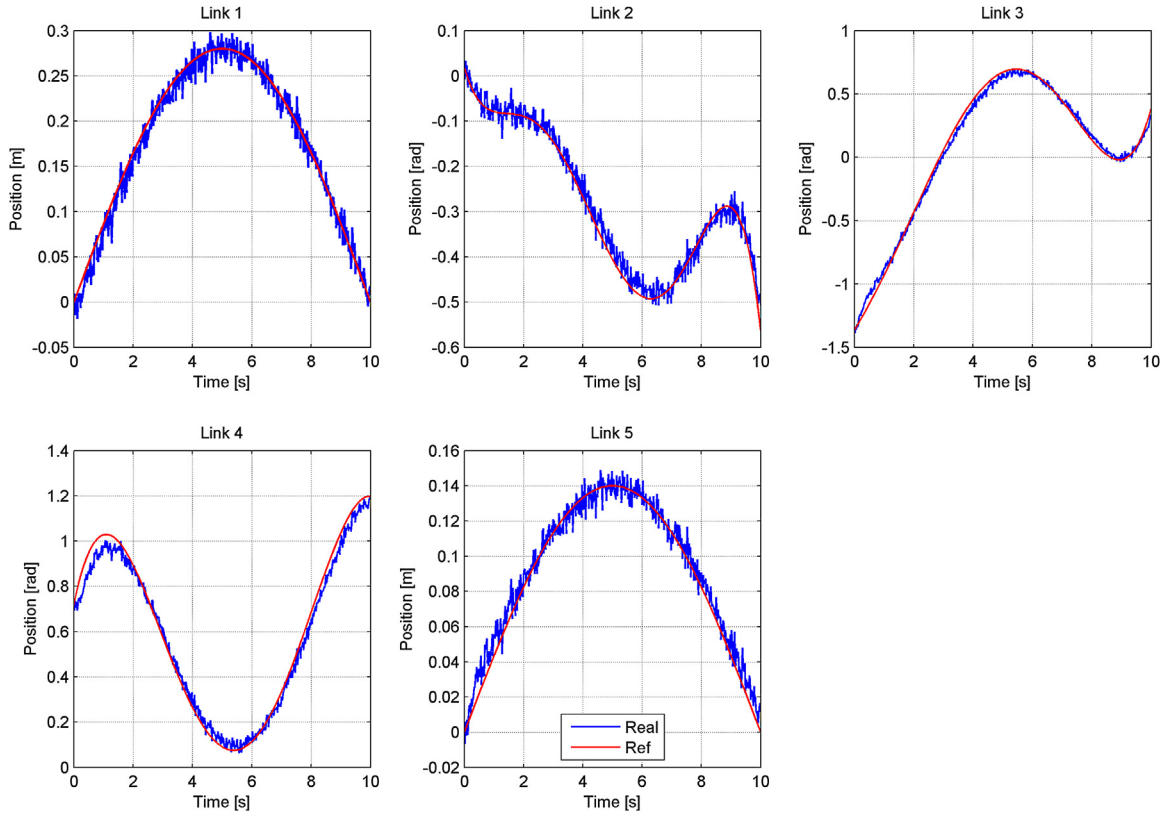 Link 1
0.3
0.25
0.2
0.15
0.1
0.05
0
-0.05
Position [m]
0 2 4 6 8 10
Time [s]
Link 2
0.1
0
-0.1
-0.2
-0.3
-0.4
-0.5
-0.6
Position [rad]
0 2 4 6 8 10
Time [s]
Link 3
1
0.5
0
-0.5
-1
-1.5
Position [rad]
0 2 4 6 8 10
Time [s]
Link 4
1.4
1.2
1
0.8
0.6
0.4
0.2
0
Position [rad]
0 2 4 6 8 10
Time [s]
Link 5
0.16
0.14
0.12
0.1
0.08
0.06
0.04
0.02
0
-0.02
Position [m]
Real
Ref
0 2 4 6 8 10
Time [s]